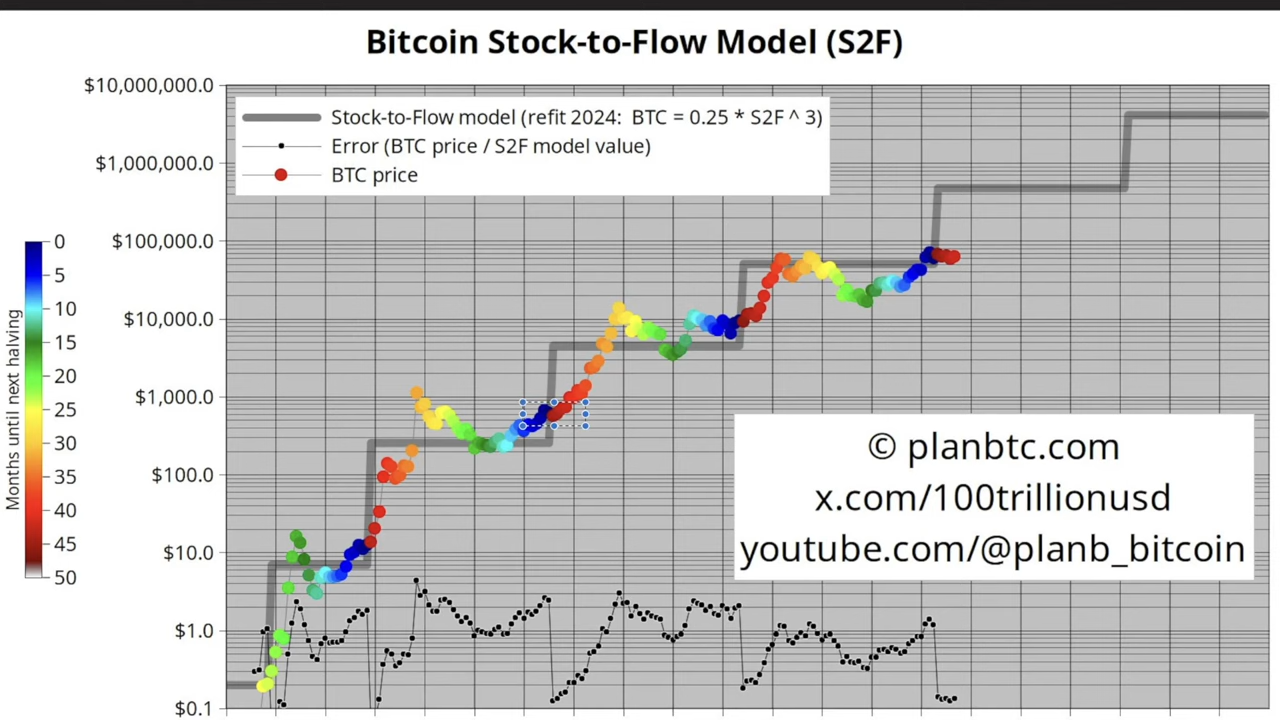 Bitcoin Stock-to-Flow Model (S2F)
$10,000,000.0
$1,000,000.0
$100,000.0
$10,000.0
$1,000.0
$100.0
$10.0
$1.0
$0.1
Stock-to-Flow model (refit 2024: BTC = 0.25 * S2F ^ 3)
Error (BTC price / S2F model value)
BTC price
Months until next halving
0
5
10
15
20
25
30
35
40
45
50
© planbtc.com
x.com/100trillionusd
youtube.com/@planb_bitcoin